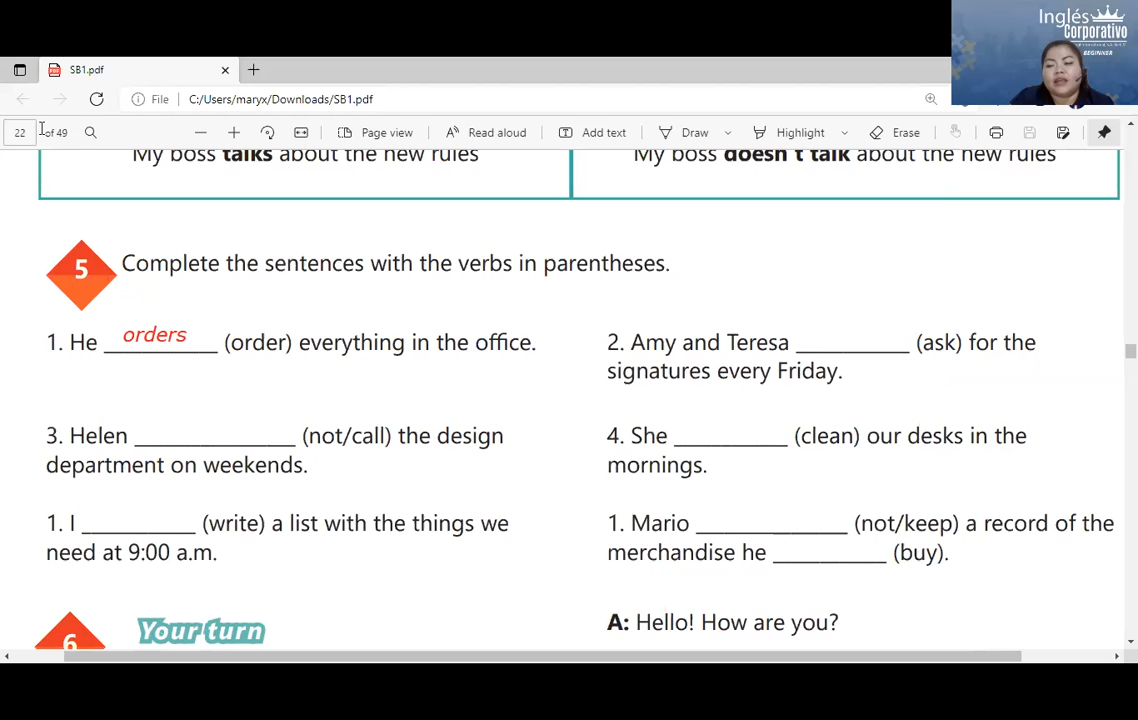 Inglés
Corporativo
BEGINNER
SB1.pdf
File C:/Users/maryx/Downloads/SB1.pdf
22 of 49 Page view Read aloud Add text Draw Highlight Erase
My boss talks about the new rules
My boss doesn't talk about the new rules
5 Complete the sentences with the verbs in parentheses.
1. He orders (order) everything in the office.
2. Amy and Teresa __________ (ask) for the
signatures every Friday.
3. Helen ______________ (not/call) the design
department on weekends.
4. She __________ (clean) our desks in the
mornings.
1. I __________ (write) a list with the things we
need at 9:00 a.m.
1. Mario _____________ (not/keep) a record of the
merchandise he __________ (buy).
6 Your turn
A: Hello! How are you?